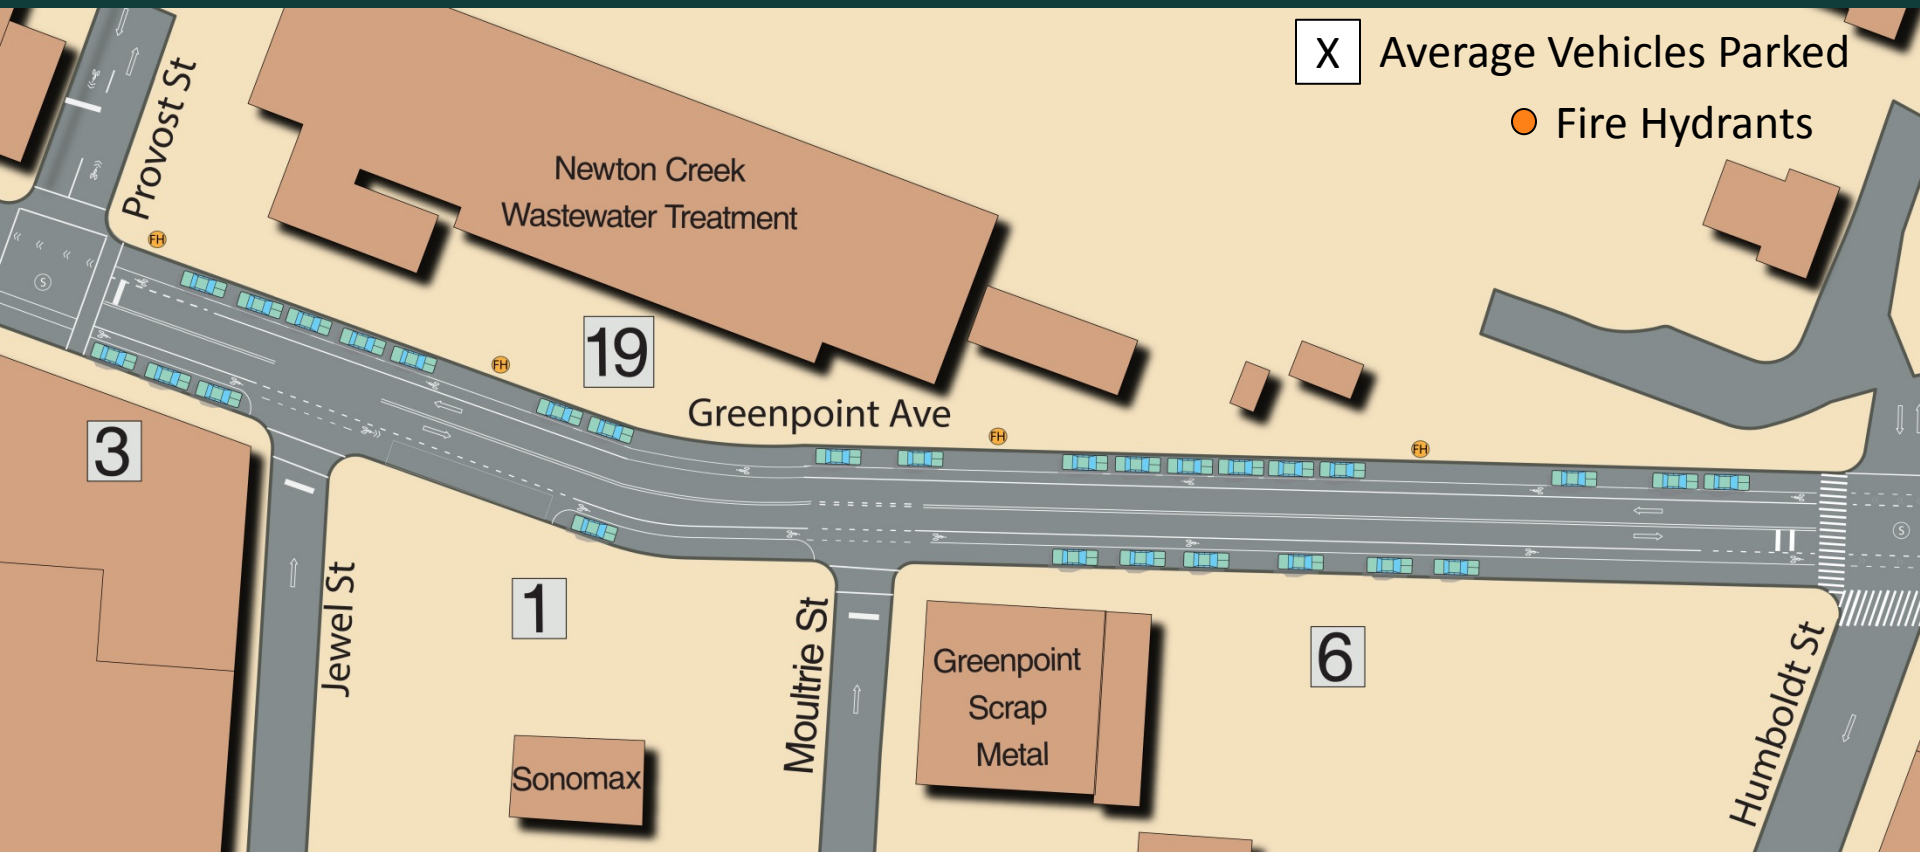 X Average Vehicles Parked
Fire Hydrants
Provost St
Newton Creek
Wastewater Treatment
FH
S
19
FH
Greenpoint Ave
FH
FH
3
S
1
Jewel St
Moultrie St
Greenpoint
Scrap
Metal
6
Humboldt St
Sonomax